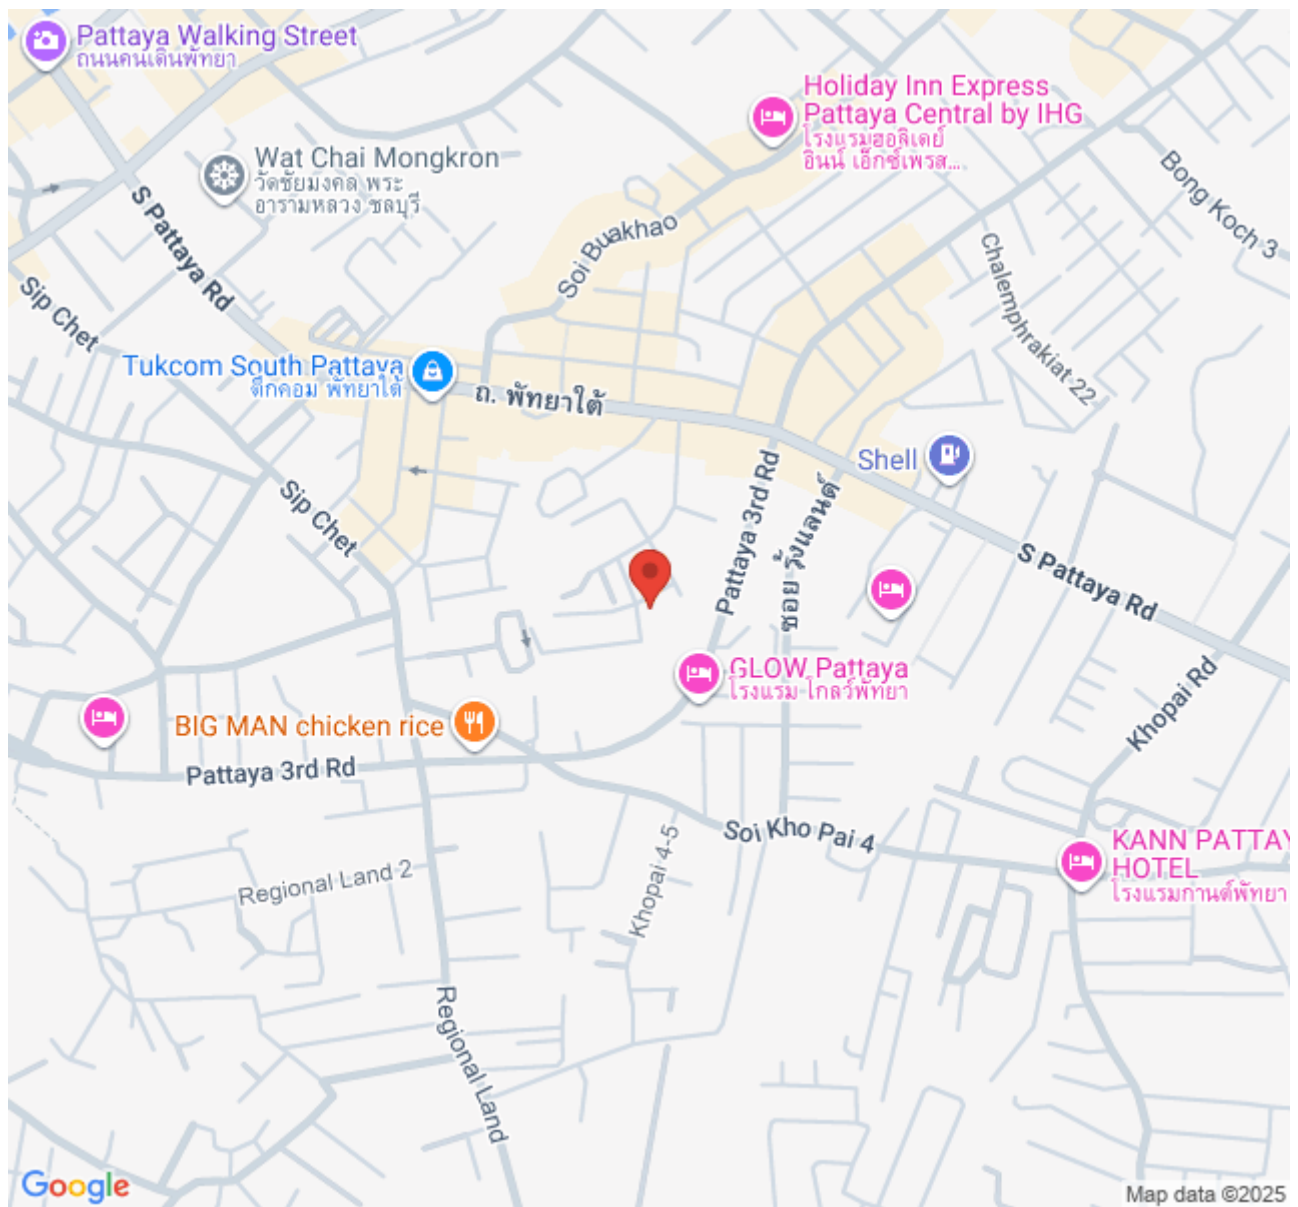 Pattaya Walking Street
ถนนคนเดินพัทยา
Holiday Inn Express
Pattaya Central by IHG
โรงแรมฮอลิเดย์
อินน์ เอ็กซ์เพรส...
Wat Chai Mongkron
วัดชัยมงคล พระ
อารามหลวง ชลบุรี
Bong Koch 3
S Pattaya Rd
Soi Buakhao
Chalemphrakiat 22
Sip Chet
Tukcom South Pattaya
ตึกคอม พัทยาใต้
ถ. พัทยาใต้
Shell
Sip Chet
Pattaya 3rd Rd
ซอย รุ้งแลนด์
S Pattaya Rd
GLOW Pattaya
โรงแรม โกลว์พัทยา
Khopai Rd
BIG MAN chicken rice
Pattaya 3rd Rd
Soi Kho Pai 4
KANN PATTAY
HOTEL
โรงแรมกานต์พัทยา
Khopai 4-5
Regional Land 2
Regional Land
Google
Map data ©2025